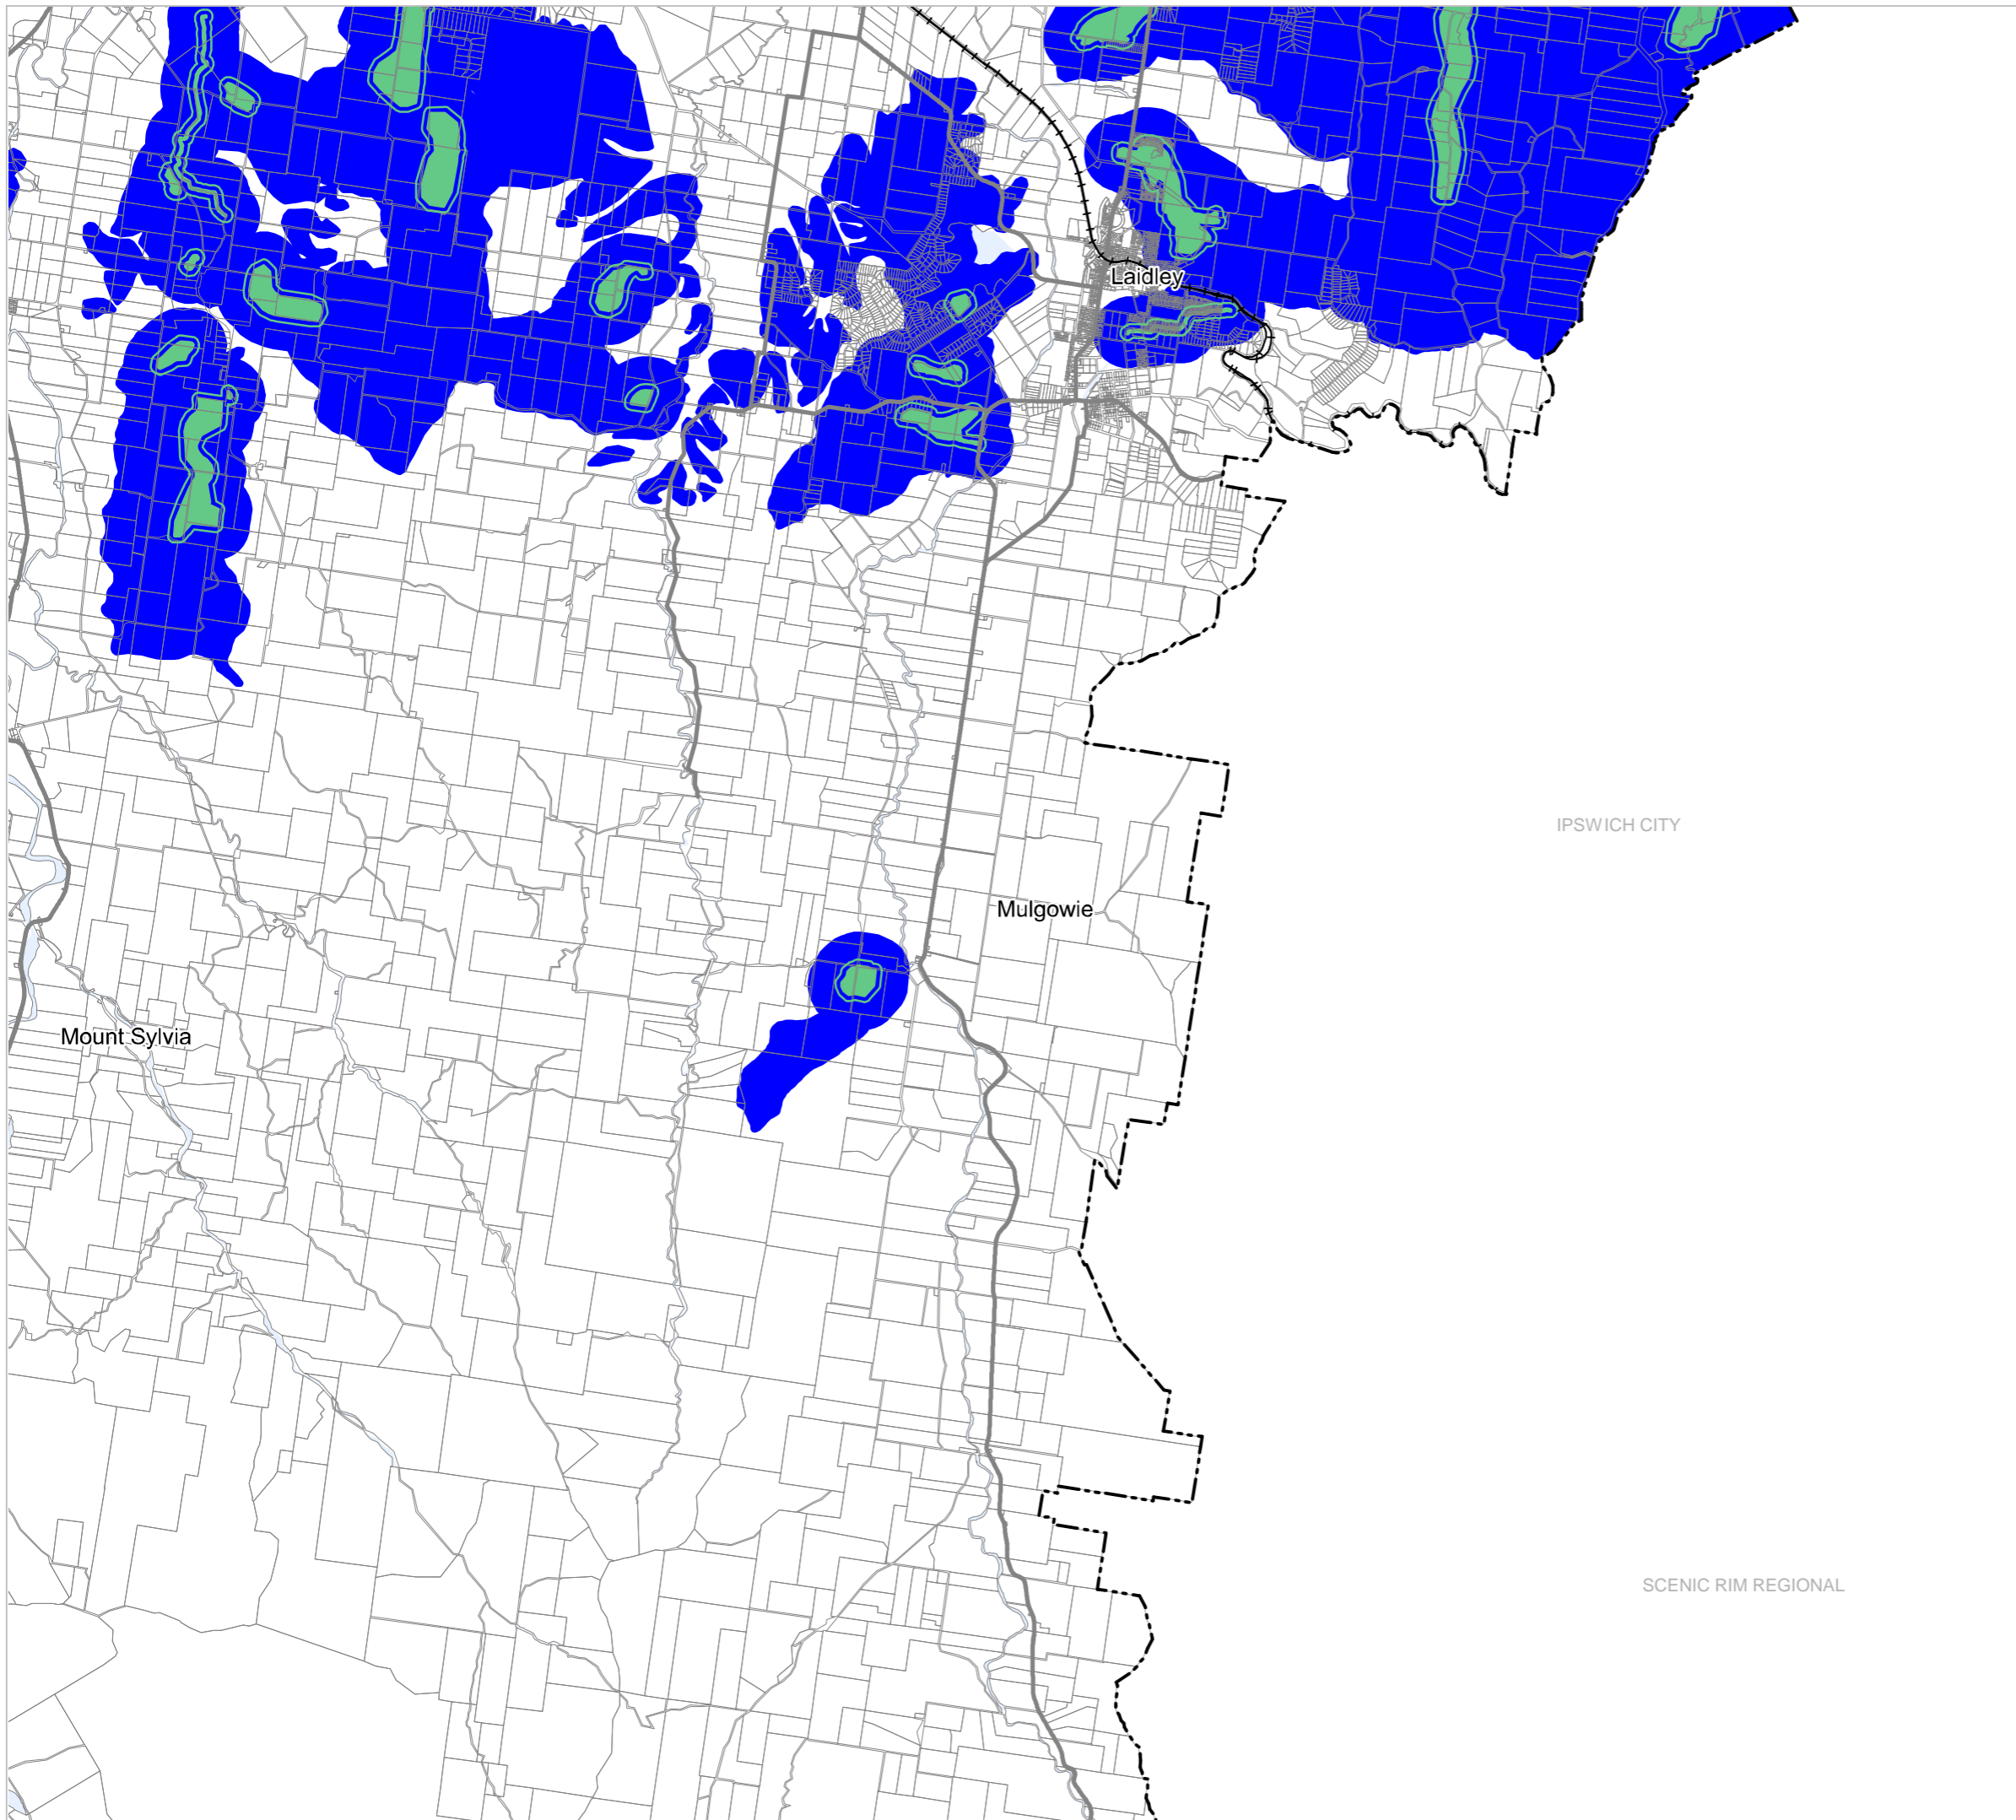 Laidley
IPSWICH CITY
Mulgowie
Mount Sylvia
SCENIC RIM REGIONAL